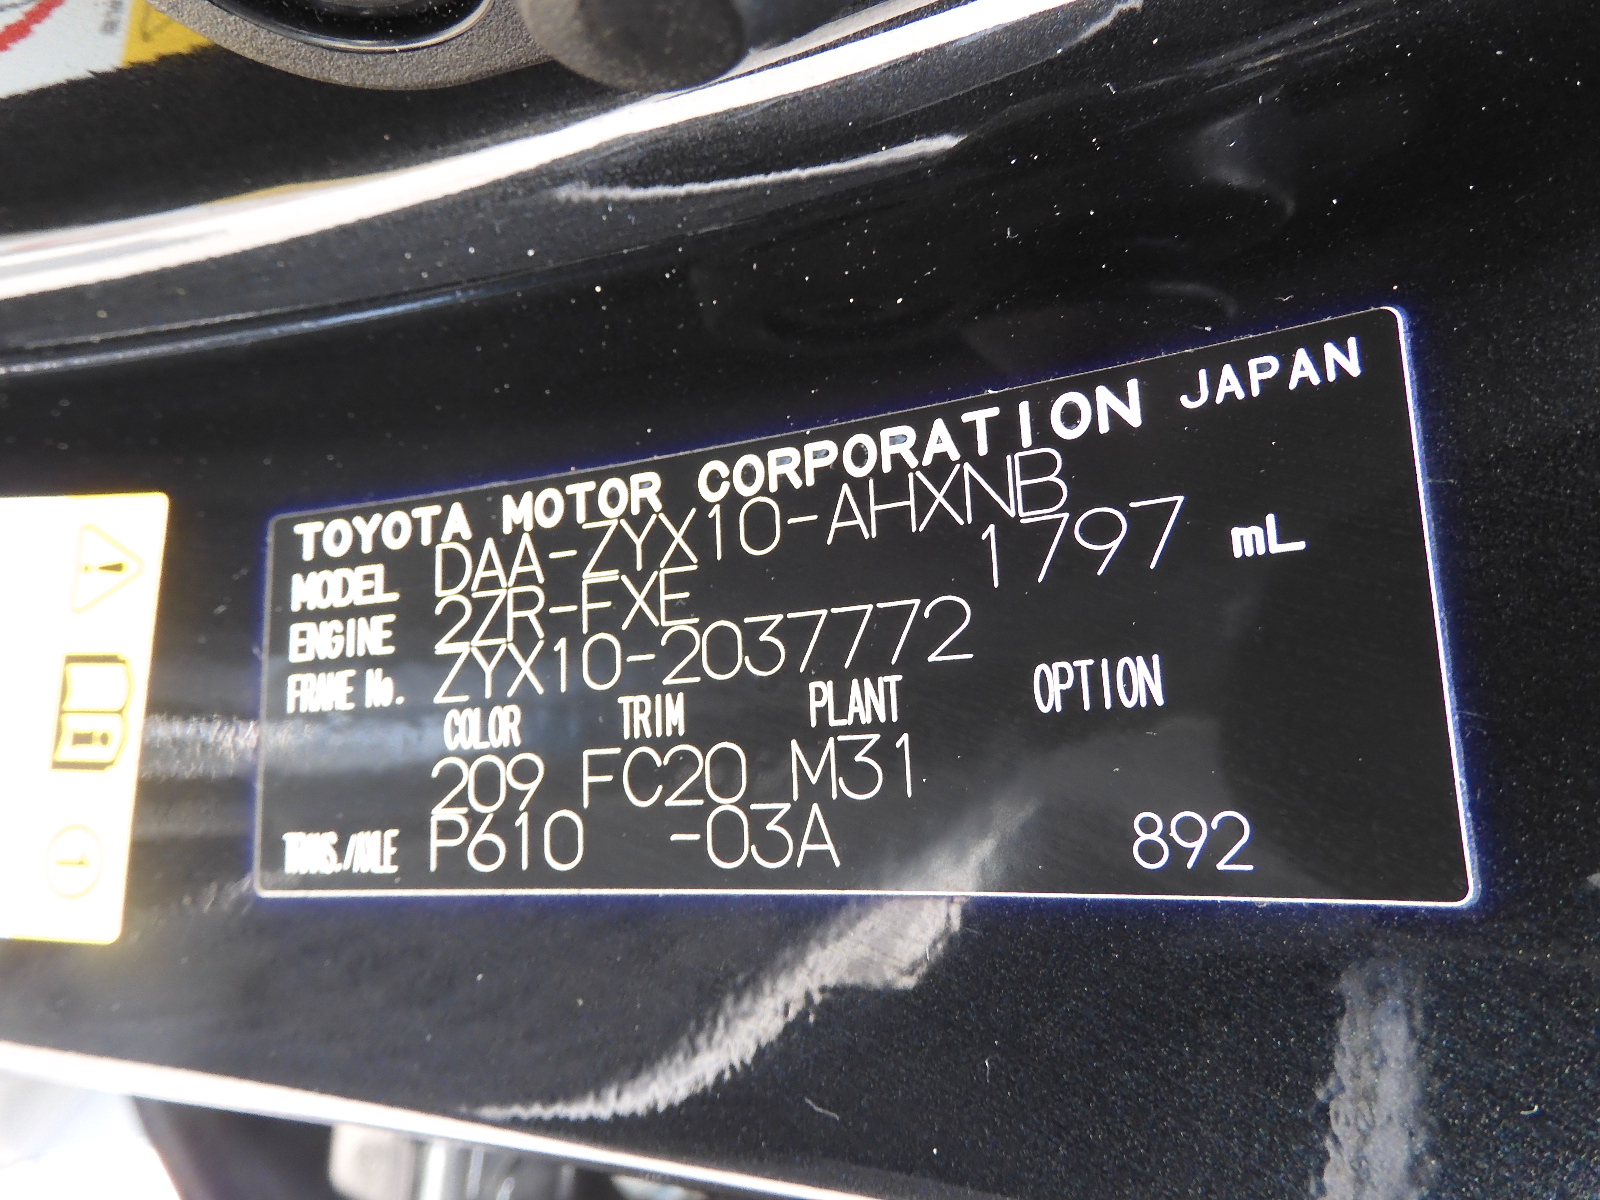 TOYOTA MOTOR CORPORATION JAPAN
MODEL DAA-ZYX10-AHXNB
ENGINE 2ZR-FXE 1797 mL
FRAME No. ZYX10-2037772
COLOR TRIM PLANT OPTION
209 FC20 M31
TRANS./AXLE P610 -03A 892
1